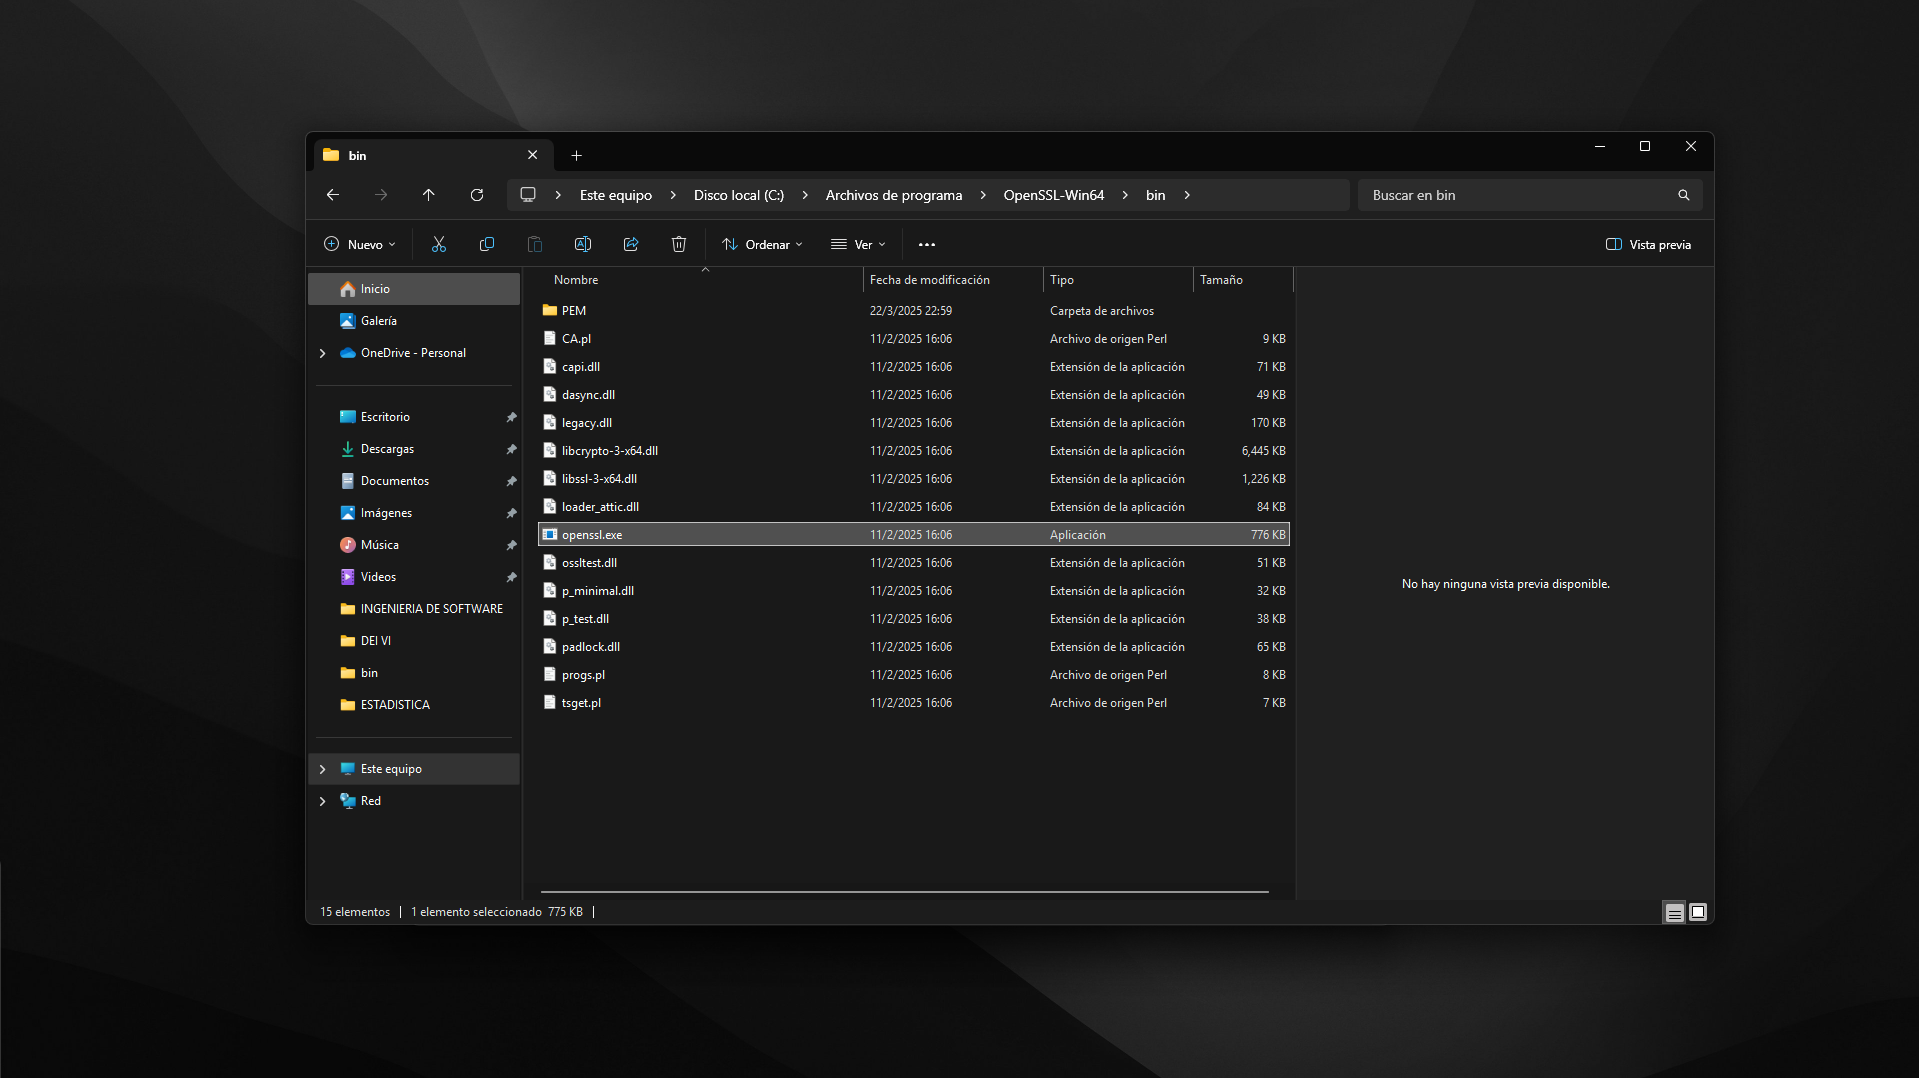 bin
Este equipo > Disco local (C:) > Archivos de programa > OpenSSL-Win64 > bin >
Buscar en bin
Nuevo
Ordenar
Ver
Vista previa
Inicio
Galería
OneDrive - Personal
Escritorio
Descargas
Documentos
Imágenes
Música
Videos
INGENIERIA DE SOFTWARE
DEI VI
bin
ESTADISTICA
Este equipo
Red
Nombre Fecha de modificación Tipo Tamaño
PEM 22/3/2025 22:59 Carpeta de archivos
CA.pl 11/2/2025 16:06 Archivo de origen Perl 9 KB
capi.dll 11/2/2025 16:06 Extensión de la aplicación 71 KB
dasync.dll 11/2/2025 16:06 Extensión de la aplicación 49 KB
legacy.dll 11/2/2025 16:06 Extensión de la aplicación 170 KB
libcrypto-3-x64.dll 11/2/2025 16:06 Extensión de la aplicación 6,445 KB
libssl-3-x64.dll 11/2/2025 16:06 Extensión de la aplicación 1,226 KB
loader_attic.dll 11/2/2025 16:06 Extensión de la aplicación 84 KB
openssl.exe 11/2/2025 16:06 Aplicación 776 KB
ossltest.dll 11/2/2025 16:06 Extensión de la aplicación 51 KB
p_minimal.dll 11/2/2025 16:06 Extensión de la aplicación 32 KB
p_test.dll 11/2/2025 16:06 Extensión de la aplicación 38 KB
padlock.dll 11/2/2025 16:06 Extensión de la aplicación 65 KB
progs.pl 11/2/2025 16:06 Archivo de origen Perl 8 KB
tsget.pl 11/2/2025 16:06 Archivo de origen Perl 7 KB
No hay ninguna vista previa disponible.
15 elementos | 1 elemento seleccionado 775 KB |